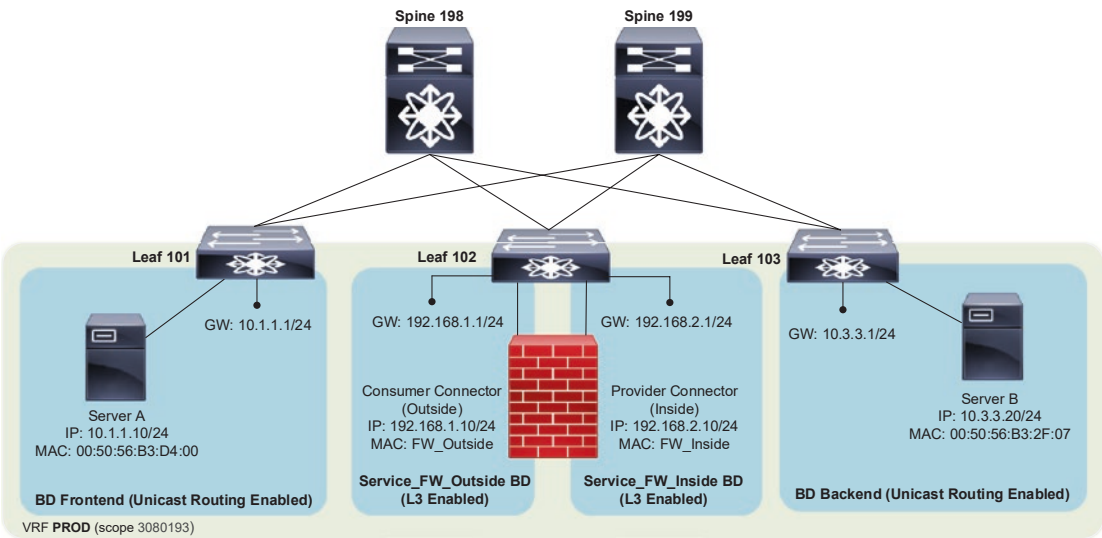 Spine 198
Spine 199
Leaf 101
Leaf 102
Leaf 103
GW: 10.1.1.1/24
GW: 192.168.1.1/24
GW: 192.168.2.1/24
GW: 10.3.3.1/24
Server A
IP: 10.1.1.10/24
MAC: 00:50:56:B3:D4:00
Consumer Connector
(Outside)
IP: 192.168.1.10/24
MAC: FW_Outside
Provider Connector
(Inside)
IP: 192.168.2.10/24
MAC: FW_Inside
Server B
IP: 10.3.3.20/24
MAC: 00:50:56:B3:2F:07
BD Frontend (Unicast Routing Enabled)
Service_FW_Outside BD
(L3 Enabled)
Service_FW_Inside BD
(L3 Enabled)
BD Backend (Unicast Routing Enabled)
VRF PROD (scope 3080193)